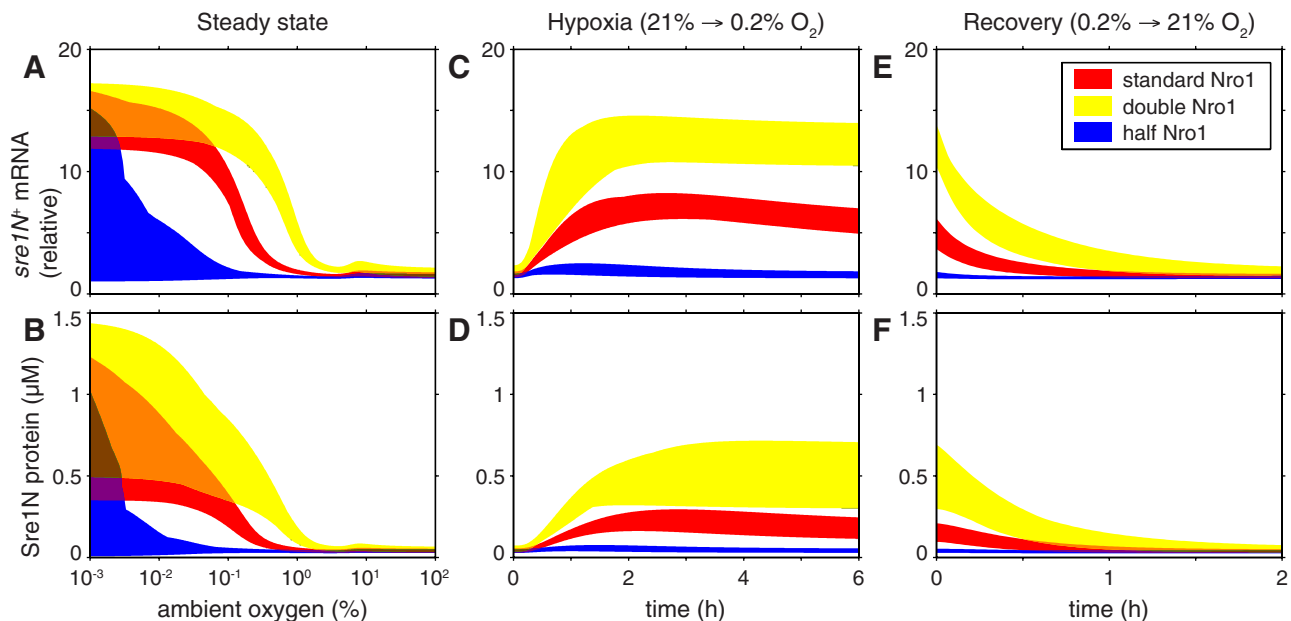 Steady state
Hypoxia (21% → 0.2% O₂)
Recovery (0.2% → 21% O₂)
A
20
10
0
sre1N⁺ mRNA
(relative)
C
E
20
10
0
standard Nro1
double Nro1
half Nro1
B
1.5
1
0.5
0
Sre1N protein (µM)
10⁻³ 10⁻² 10⁻¹ 10⁰ 10¹ 10²
ambient oxygen (%)
D
1.5
1
0.5
0
0 2 4 6
time (h)
F
1.5
1
0.5
0
0 1 2
time (h)
20
10
0